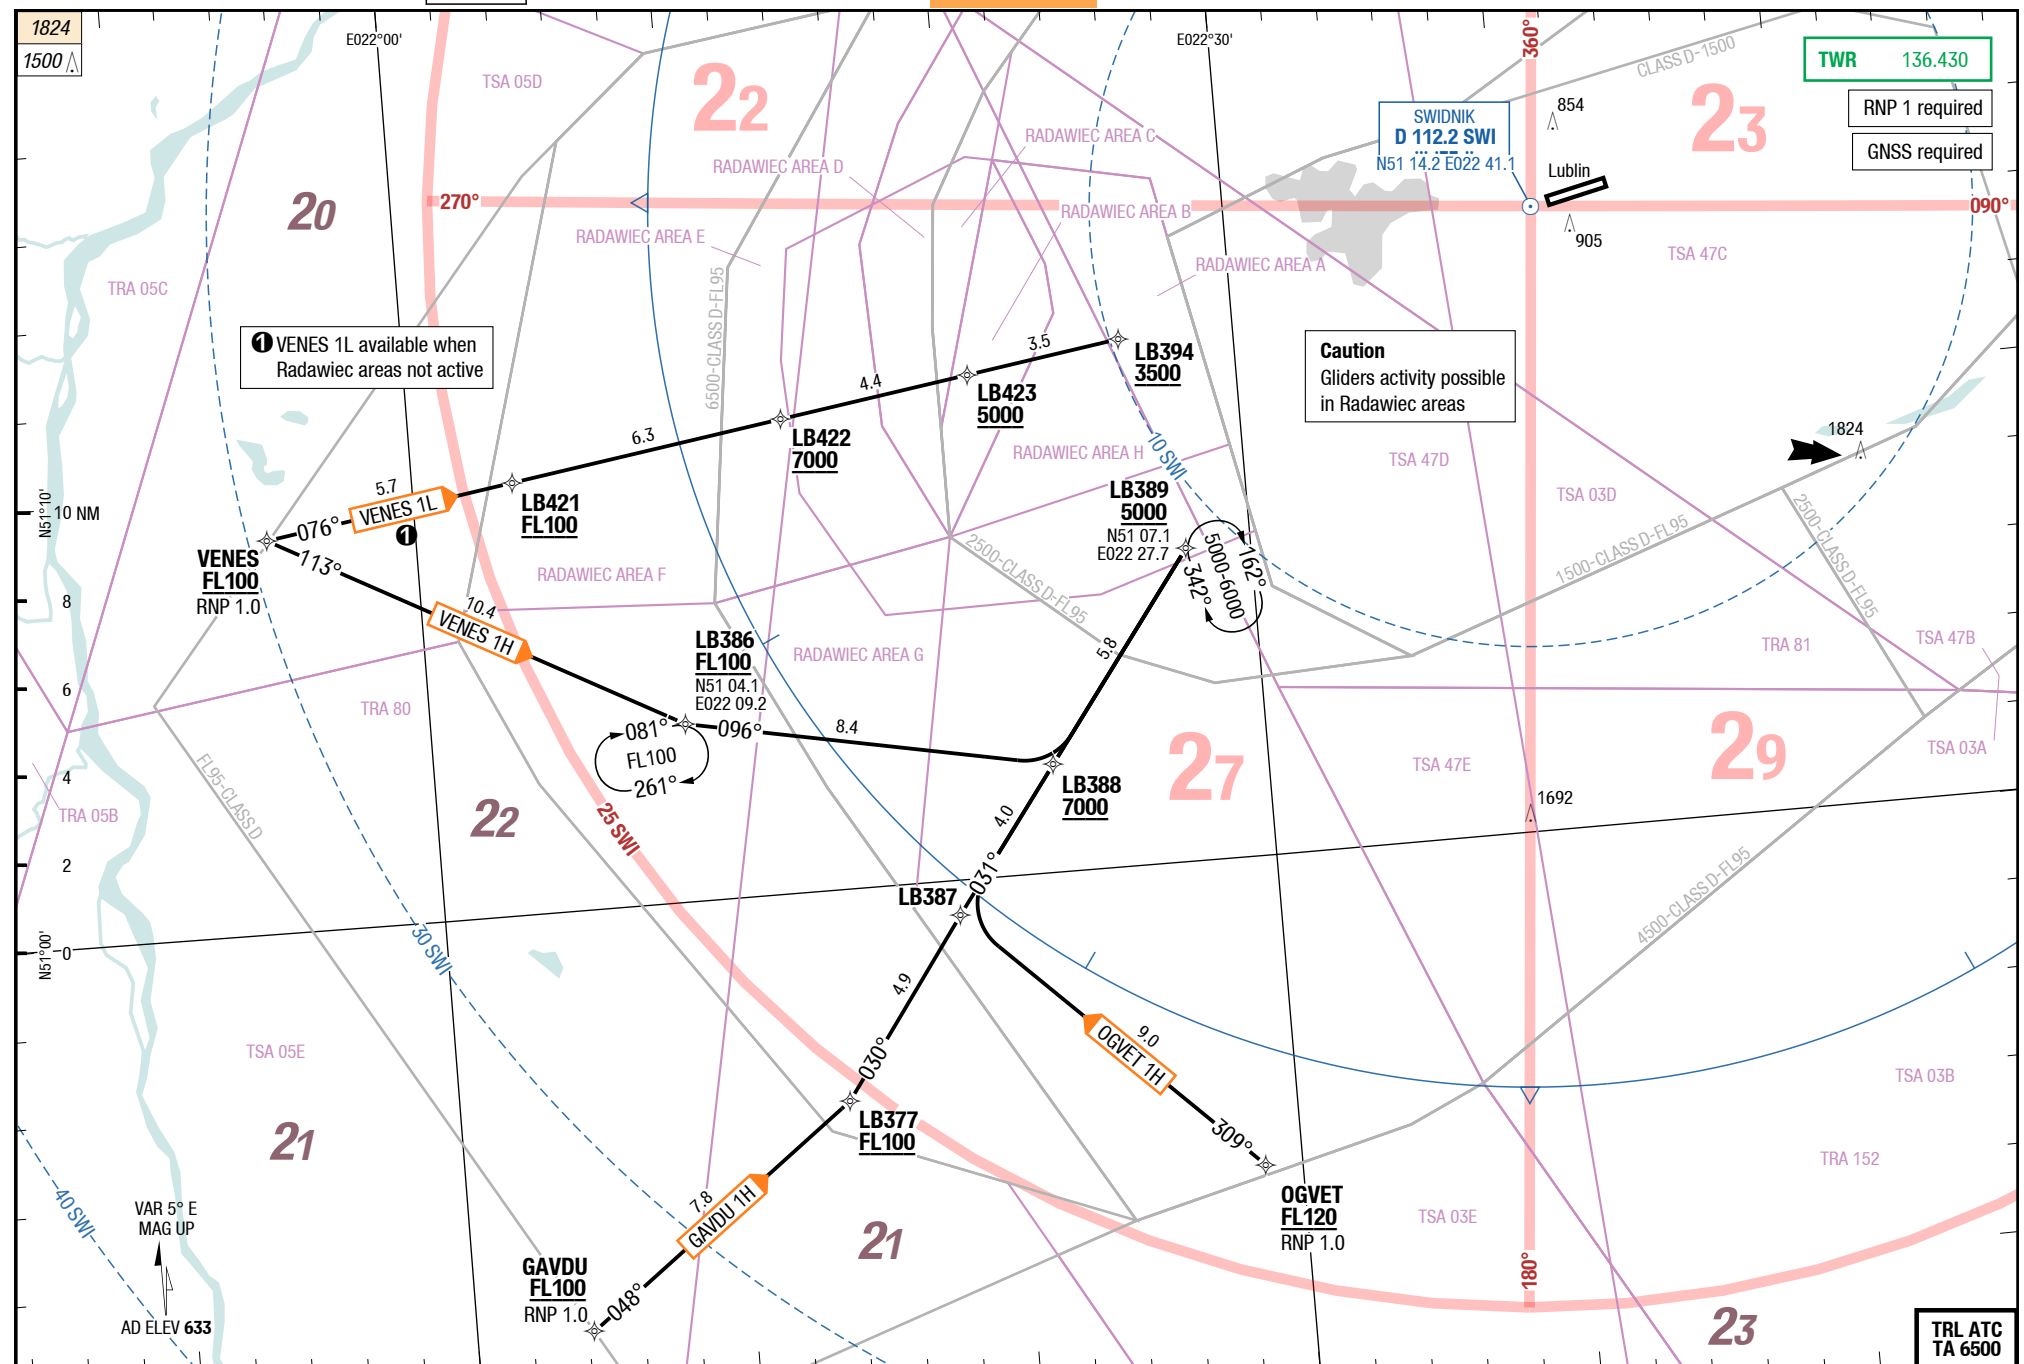 1824
1500
E022°00'
E022°30'
360°
TWR 136.430
RNP 1 required
GNSS required
CLASS D-1500
TSA 05D
22
23
854
SWIDNIK
D 112.2 SWI
N51 14.2 E022 41.1
Lublin
RADAWIEC AREA C
RADAWIEC AREA D
20
270°
090°
RADAWIEC AREA B
RADAWIEC AREA E
905
TSA 47C
RADAWIEC AREA A
TRA 05C
6500-CLASS D-FL95
1 VENES 1L available when
Radawiec areas not active
3.5
LB394
3500
Caution
Gliders activity possible
in Radawiec areas
4.4
LB423
5000
6.3
LB422
7000
1824
RADAWIEC AREA H
10 SWI
TSA 47D
TSA 03D
5.7
VENES 1L
076°
1
LB421
FL100
LB389
5000
N51 07.1
E022 27.7
N51°10'
10 NM
2500-CLASS D-FL95
VENES
FL100
RNP 1.0
113°
2500-CLASS D-FL95
1500-CLASS D-FL95
5000-6000
162°
342°
RADAWIEC AREA F
8
10.4
VENES 1H
LB386
FL100
N51 04.1
E022 09.2
RADAWIEC AREA G
5.8
TRA 81
TSA 47B
6
TRA 80
081°
FL100
261°
096°
8.4
27
29
TSA 03A
TSA 47E
4
LB388
7000
FL95-CLASS D
TRA 05B
22
25 SWI
4.0
1692
2
031°
LB387
4500-CLASS D-FL95
N51°00'
0
30 SWI
4.9
TSA 05E
030°
9.0
OGVET 1H
TSA 03B
LB377
FL100
309°
21
TRA 152
40 SWI
VAR 5° E
MAG UP
7.8
GAVDU 1H
OGVET
FL120
RNP 1.0
TSA 03E
21
GAVDU
FL100
RNP 1.0
048°
180°
AD ELEV 633
23
TRL ATC
TA 6500